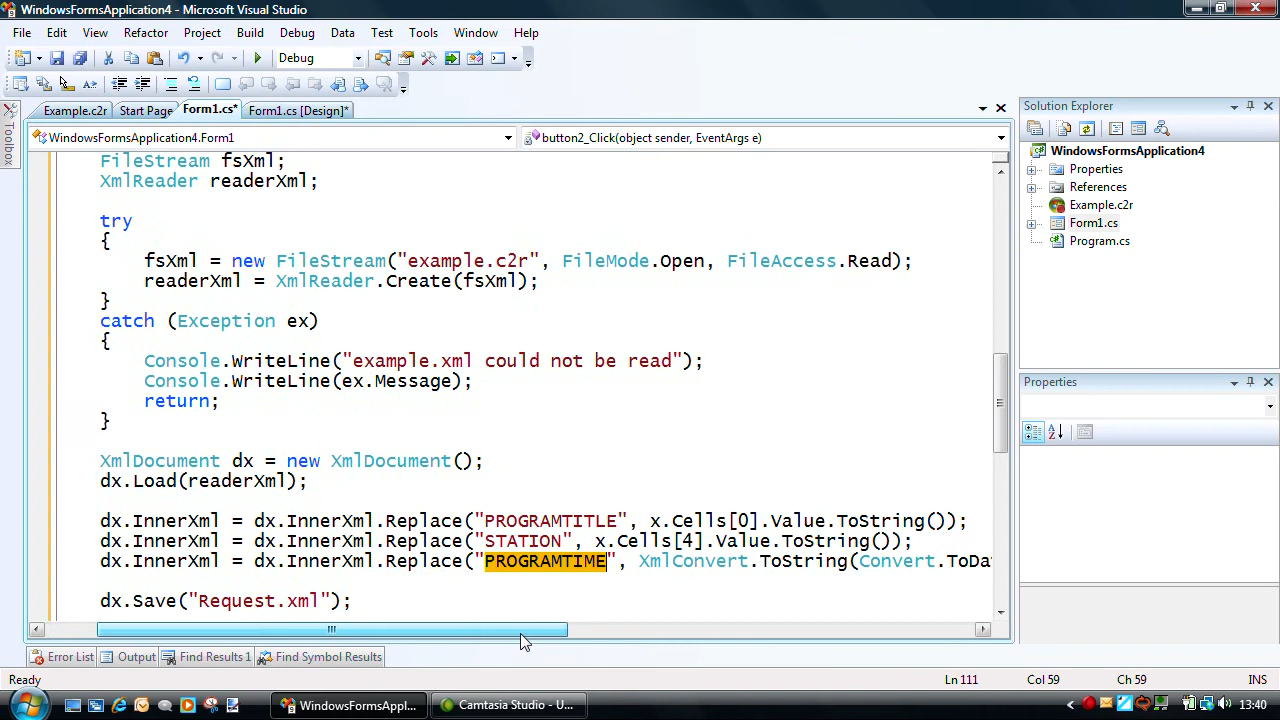 WindowsFormsApplication4 - Microsoft Visual Studio
File Edit View Refactor Project Build Debug Data Test Tools Window Help
Debug
Example.c2r Start Page Form1.cs* Form1.cs [Design]*
WindowsFormsApplication4.Form1 button2_Click(object sender, EventArgs e)
Toolbox
FileStream fsXml;
XmlReader readerXml;
try
{
fsXml = new FileStream("example.c2r", FileMode.Open, FileAccess.Read);
readerXml = XmlReader.Create(fsXml);
}
catch (Exception ex)
{
Console.WriteLine("example.xml could not be read");
Console.WriteLine(ex.Message);
return;
}
XmlDocument dx = new XmlDocument();
dx.Load(readerXml);
dx.InnerXml = dx.InnerXml.Replace("PROGRAMTITLE", x.Cells[0].Value.ToString());
dx.InnerXml = dx.InnerXml.Replace("STATION", x.Cells[4].Value.ToString());
dx.InnerXml = dx.InnerXml.Replace("PROGRAMTIME", XmlConvert.ToString(Convert.ToDa
dx.Save("Request.xml");
Solution Explorer
WindowsFormsApplication4
Properties
References
Example.c2r
Form1.cs
Program.cs
Properties
Error List Output Find Results 1 Find Symbol Results
Ready Ln 111 Col 59 Ch 59 INS
WindowsFormsAppl... Camtasia Studio - U... 13:40